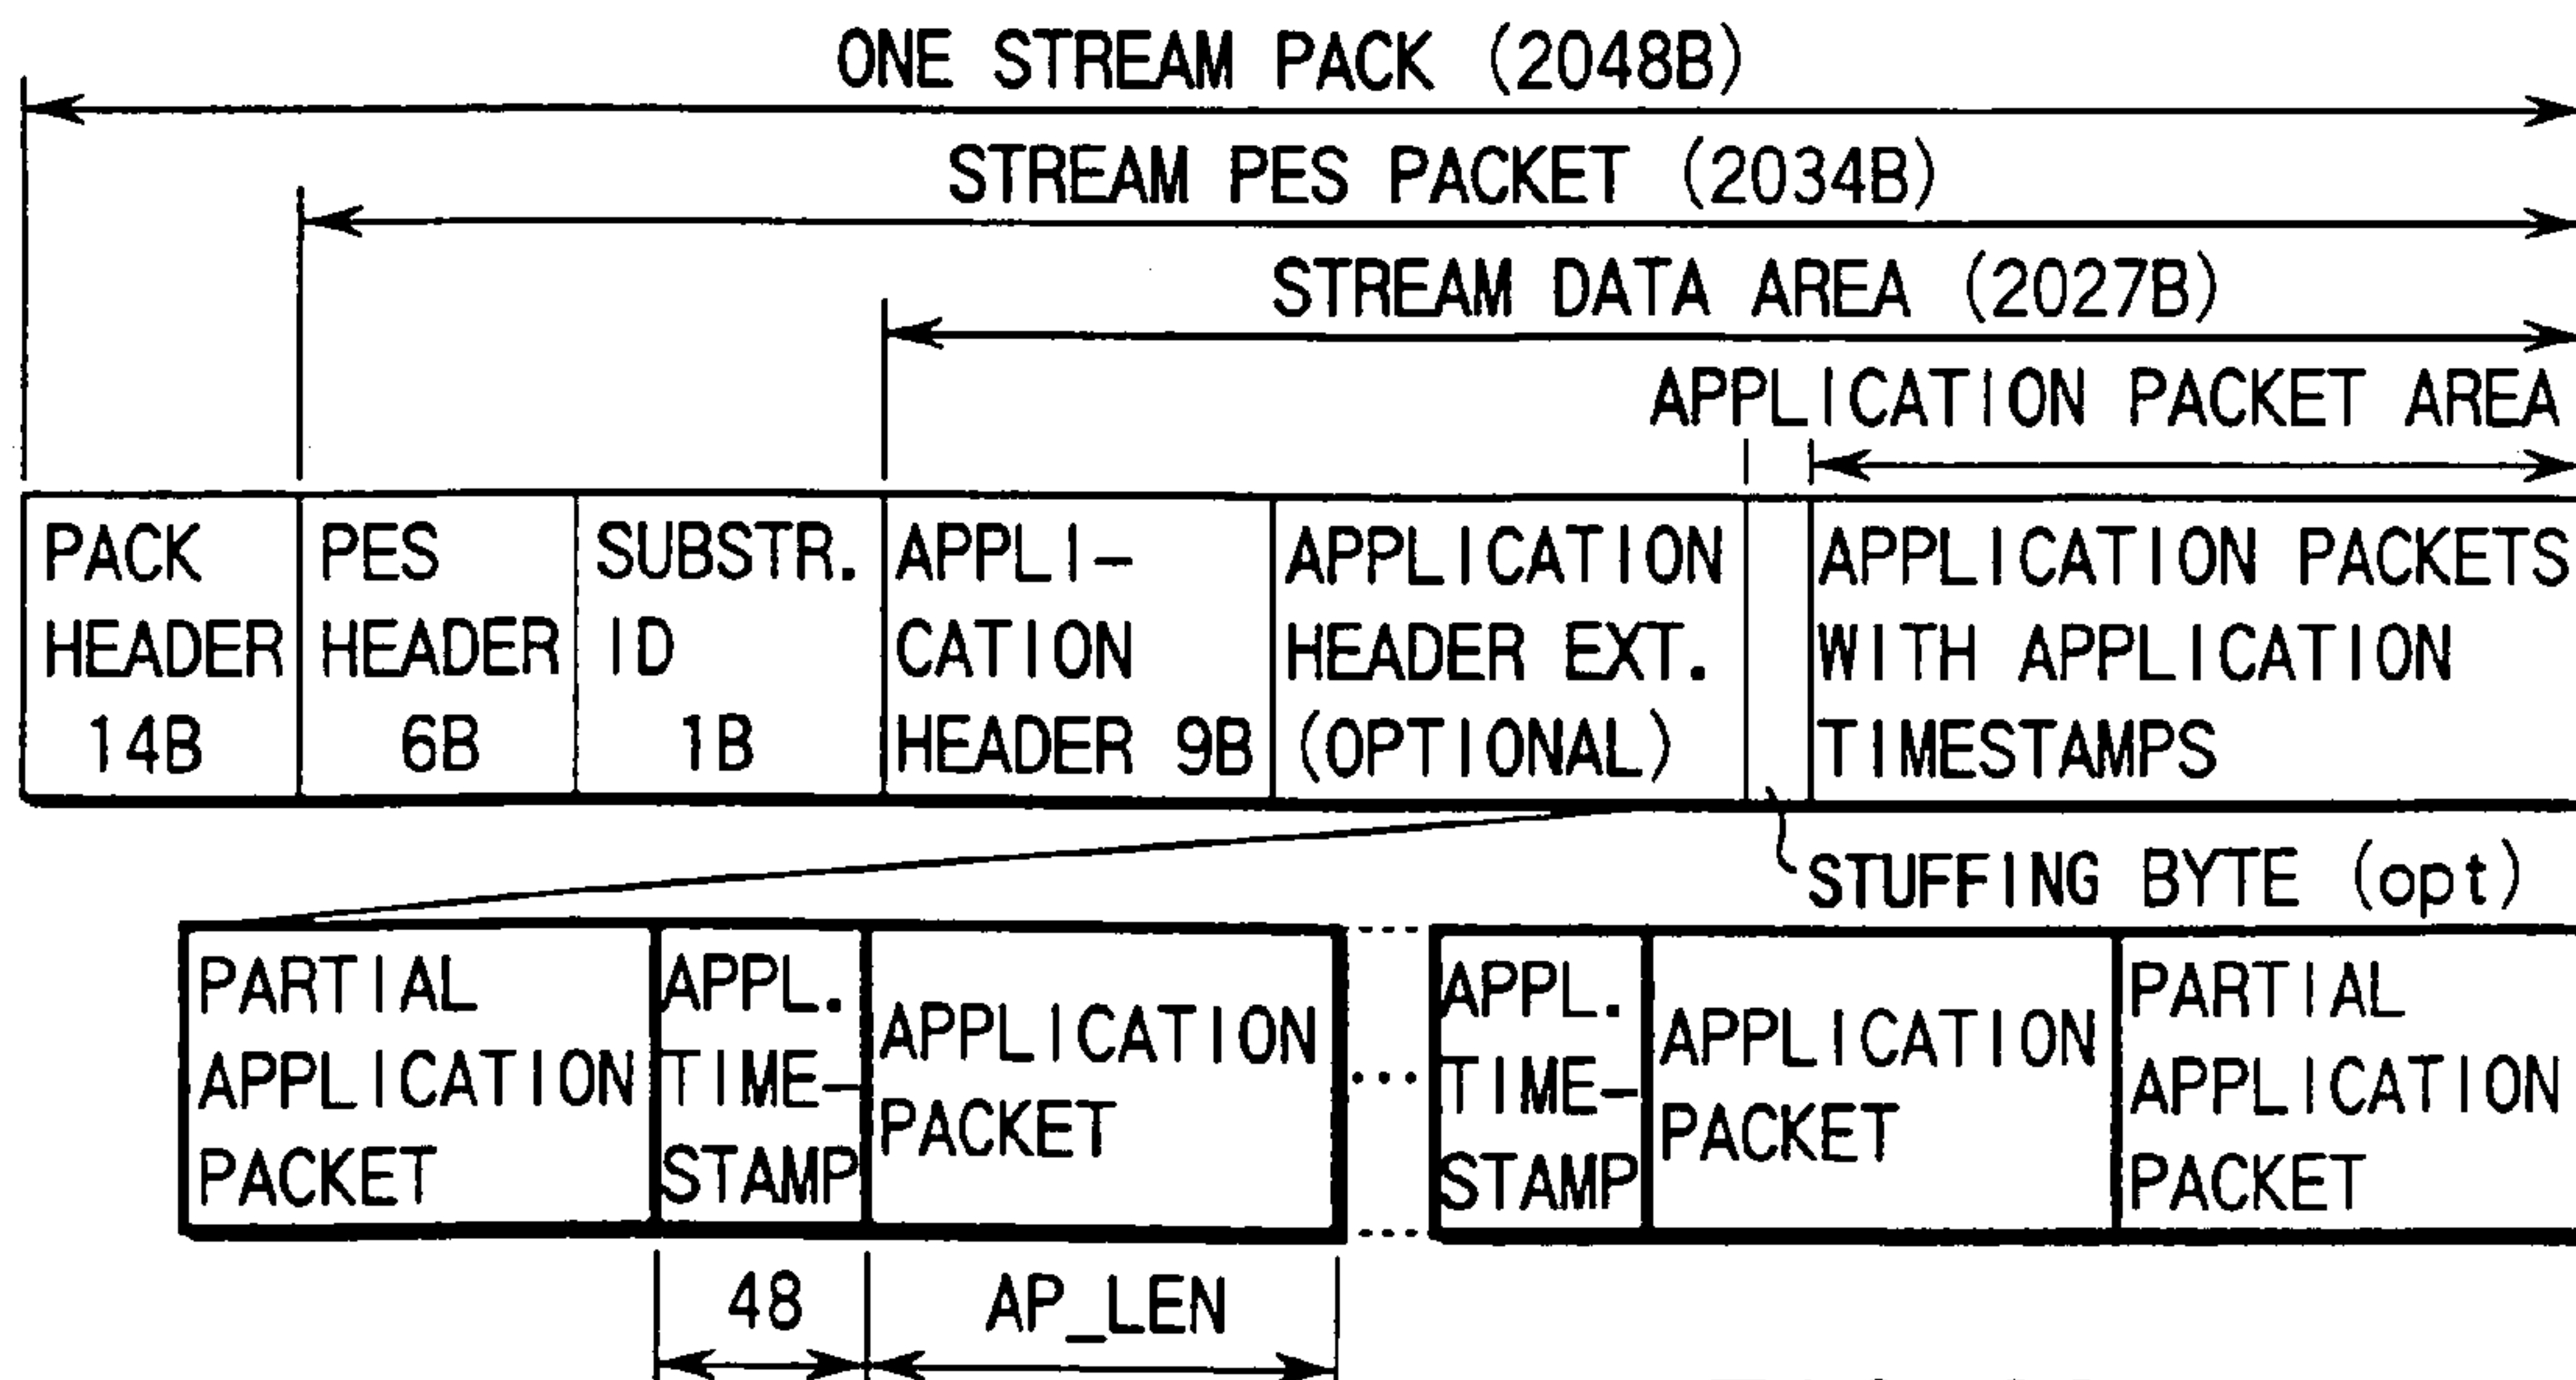 ONE STREAM PACK (2048B)
STREAM PES PACKET (2034B)
STREAM DATA AREA (2027B)
APPLICATION PACKET AREA
PACK
HEADER
14B
PES
HEADER
6B
SUBSTR.
ID
1B
APPLI-
CATION
HEADER 9B
APPLICATION
HEADER EXT.
(OPTIONAL)
APPLICATION PACKETS
WITH APPLICATION
TIMESTAMPS
STUFFING BYTE (opt)
PARTIAL
APPLICATION
PACKET
APPL.
TIME-
STAMP
APPLICATION
PACKET
...
APPL.
TIME-
STAMP
APPLICATION
PACKET
PARTIAL
APPLICATION
PACKET
48
AP_LEN